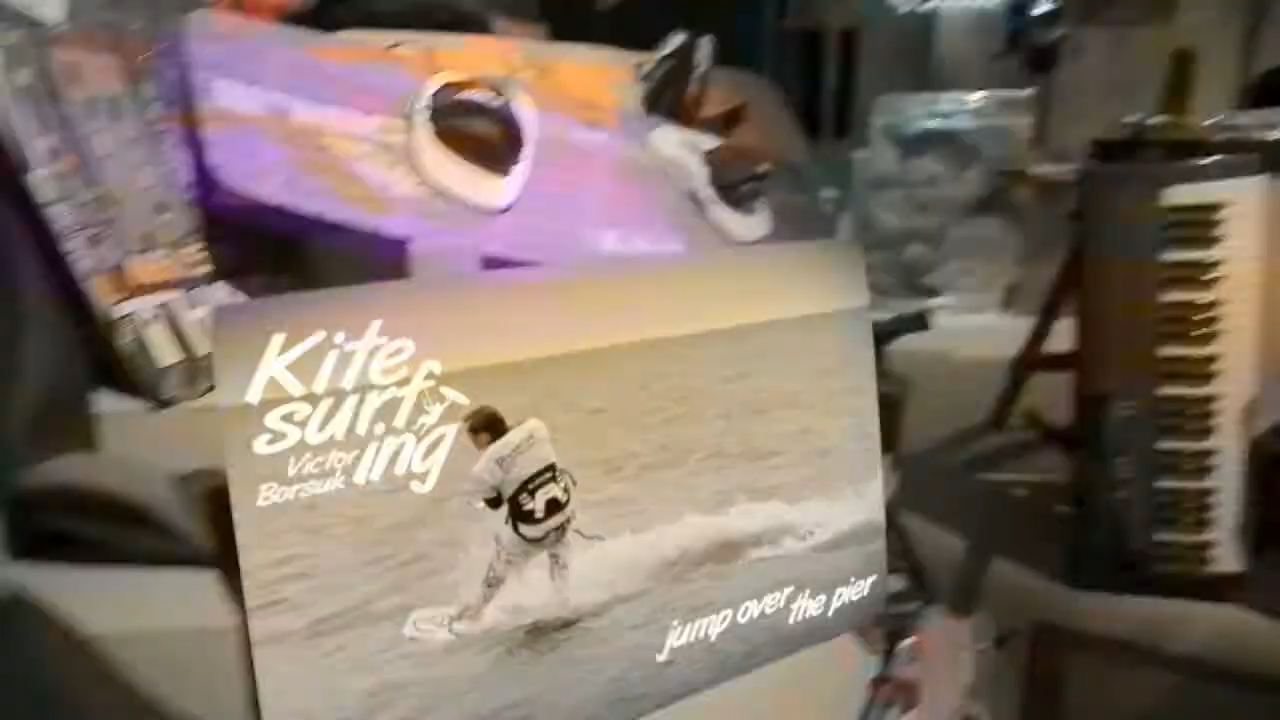 Kite
surf
ing
Victor
Borsuk
jump over
the pier